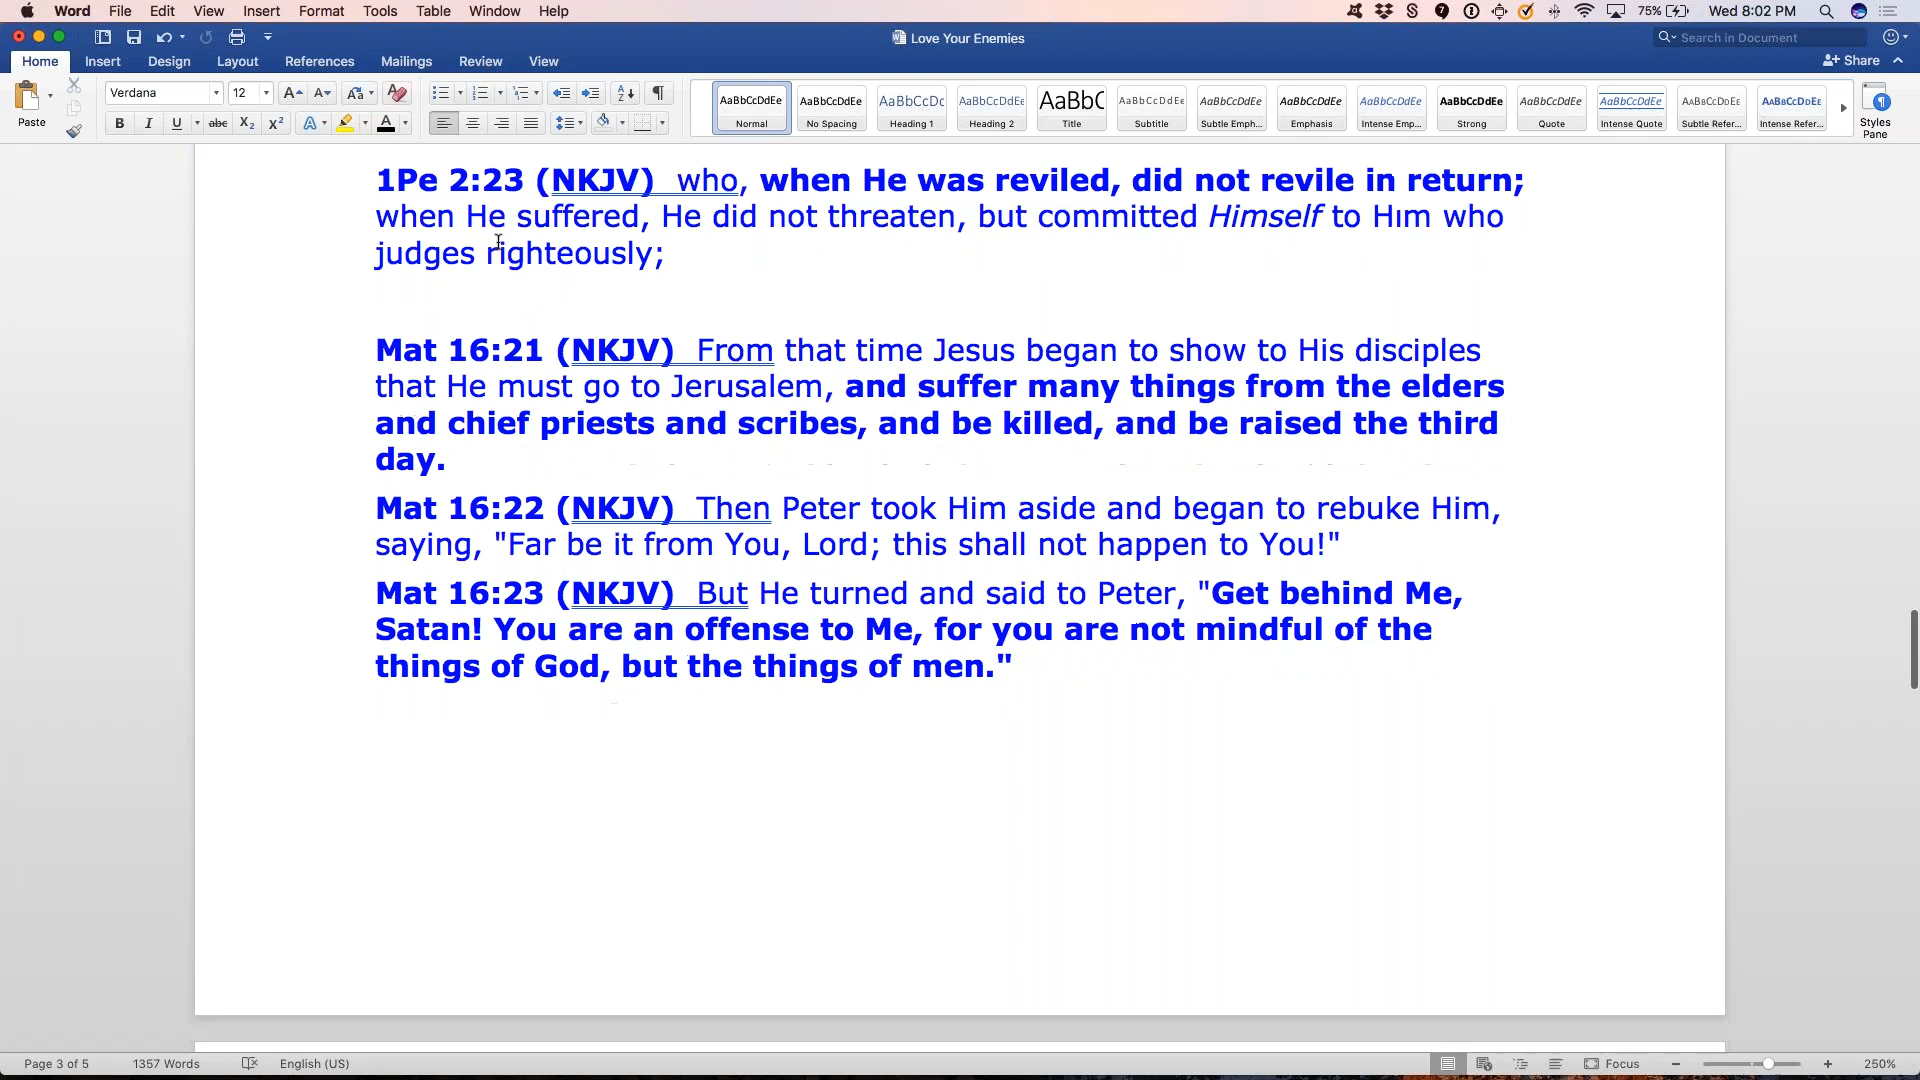 Word File Edit View Insert Format Tools Table Window Help 75% Wed 8:02 PM
Love Your Enemies
Search in Document
Home Insert Design Layout References Mailings Review View Share
Paste
Verdana 12
AaBbCcDdEe AaBbCcDdEe AaBbCcDc AaBbCcDdEe AaBbC AaBbCcDdEe AaBbCcDdEe AaBbCcDdEe AaBbCcDdEe AaBbCcDdEe AaBbCcDdEe AaBbCcDdEe AaBbCcDdEe AaBbCcDdEe
Normal No Spacing Heading 1 Heading 2 Title Subtitle Subtle Emph... Emphasis Intense Emp... Strong Quote Intense Quote Subtle Refer... Intense Refer...
Styles
Pane
1Pe 2:23 (NKJV) who, when He was reviled, did not revile in return;
when He suffered, He did not threaten, but committed Himself to Him who
judges righteously;
Mat 16:21 (NKJV) From that time Jesus began to show to His disciples
that He must go to Jerusalem, and suffer many things from the elders
and chief priests and scribes, and be killed, and be raised the third
day.
Mat 16:22 (NKJV) Then Peter took Him aside and began to rebuke Him,
saying, "Far be it from You, Lord; this shall not happen to You!"
Mat 16:23 (NKJV) But He turned and said to Peter, "Get behind Me,
Satan! You are an offense to Me, for you are not mindful of the
things of God, but the things of men."
Page 3 of 5 1357 Words English (US) Focus 250%